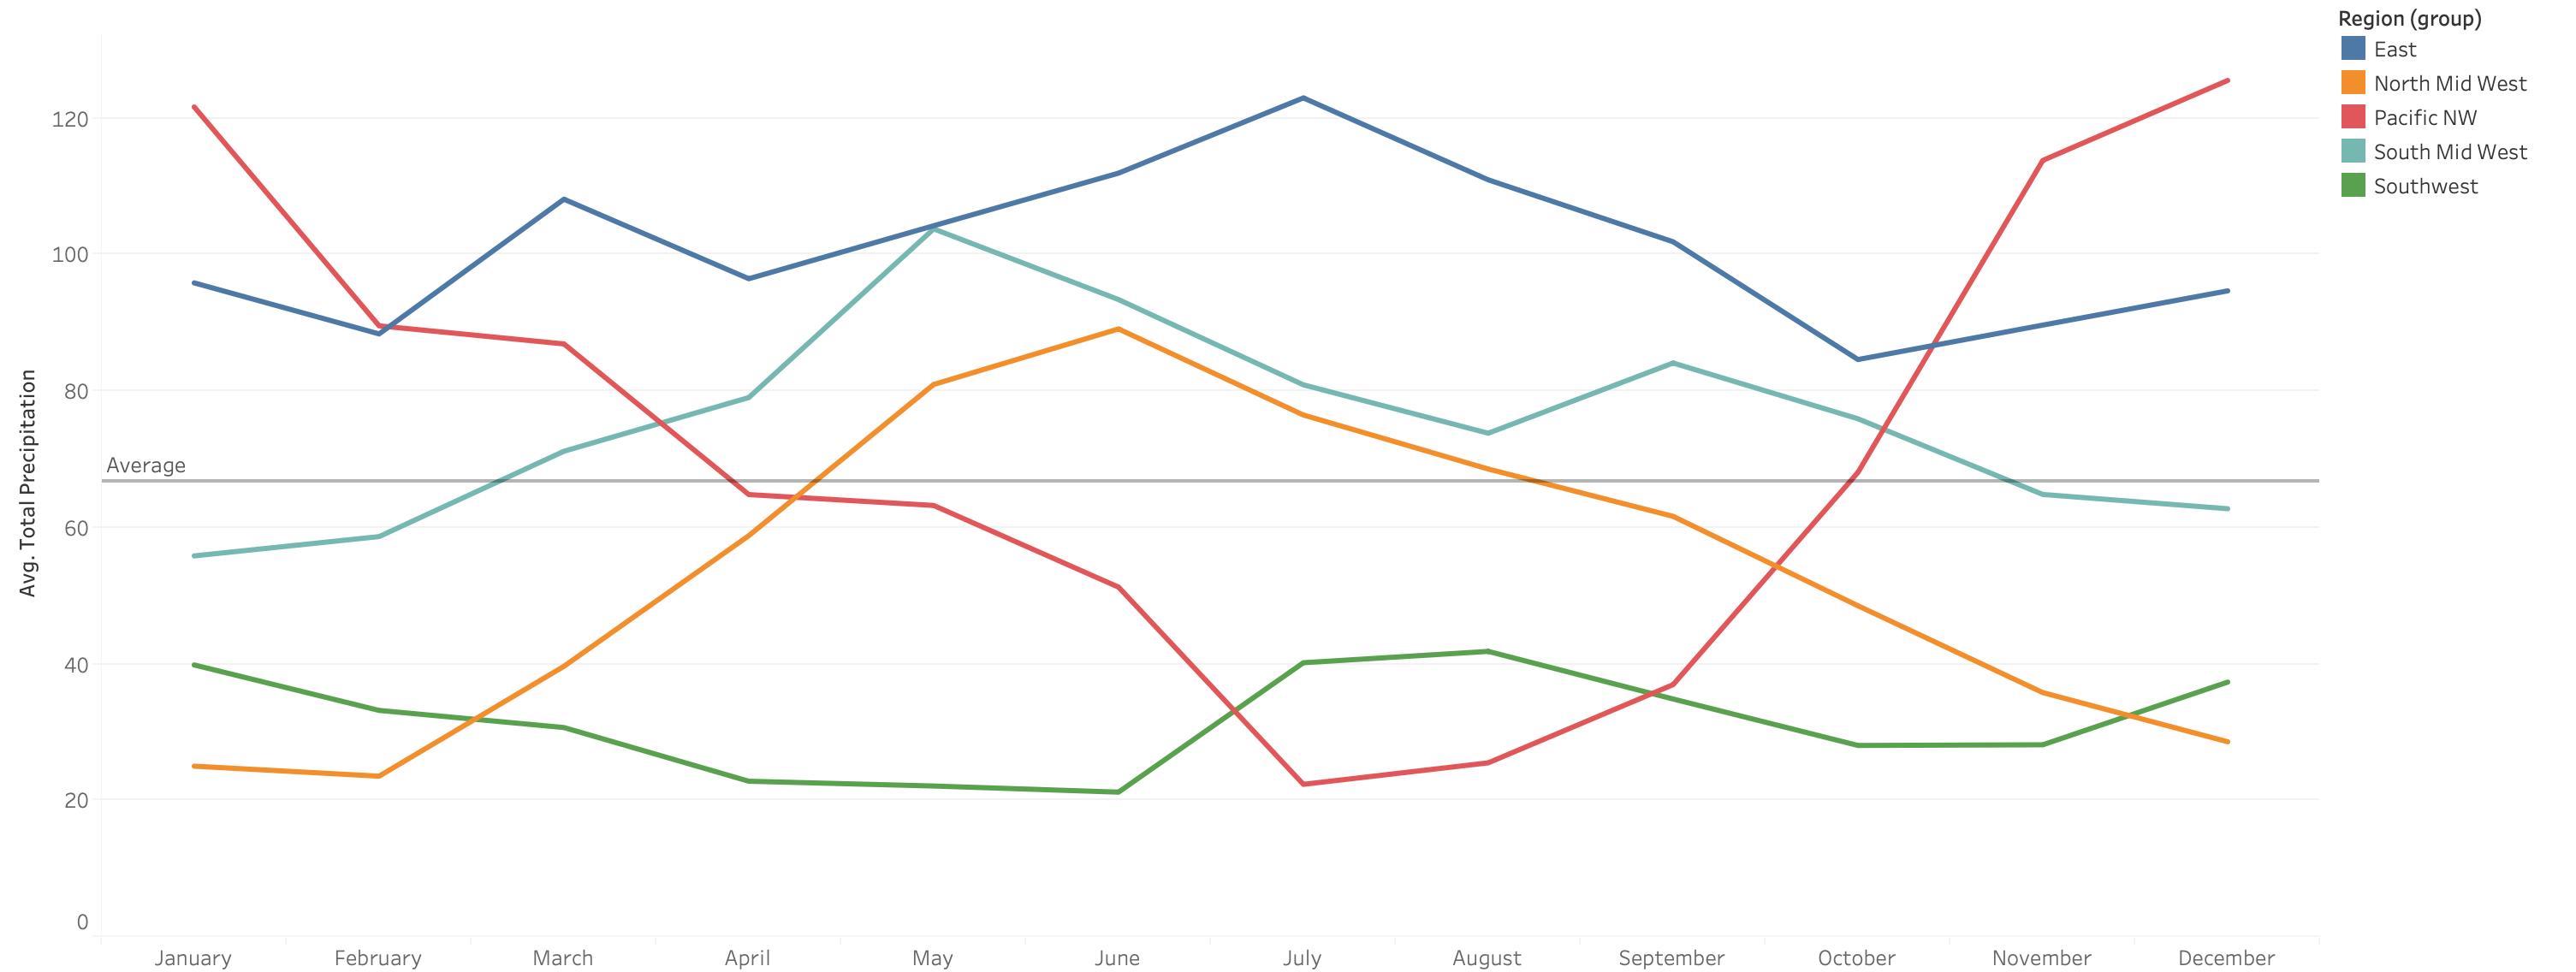 Region (group)
East
North Mid West
Pacific NW
South Mid West
Southwest
Avg. Total Precipitation
120
100
80
60
40
20
0
Average
January February March April May June July August September October November December